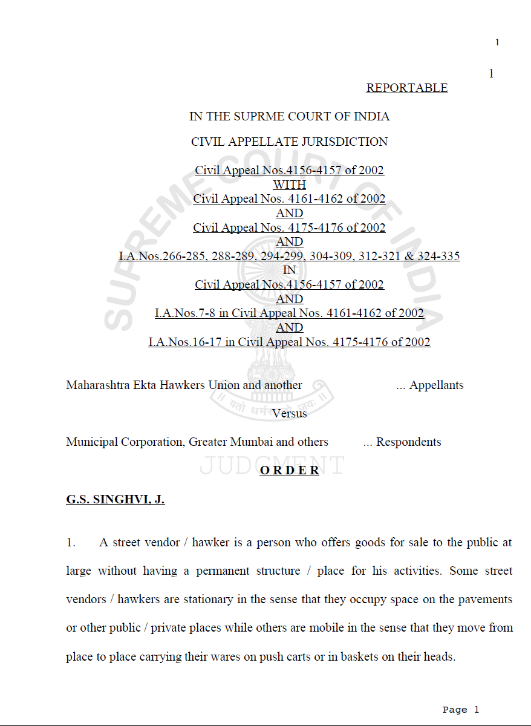 1
1
REPORTABLE
IN THE SUPRME COURT OF INDIA
CIVIL APPELLATE JURISDICTION
Civil Appeal Nos.4156-4157 of 2002
WITH
Civil Appeal Nos. 4161-4162 of 2002
AND
Civil Appeal Nos. 4175-4176 of 2002
AND
I.A.Nos.266-285, 288-289, 294-299, 304-309, 312-321 & 324-335
IN
Civil Appeal Nos.4156-4157 of 2002
AND
I.A.Nos.7-8 in Civil Appeal Nos. 4161-4162 of 2002
AND
I.A.Nos.16-17 in Civil Appeal Nos. 4175-4176 of 2002
SUPREME COURT OF INDIA
Maharashtra Ekta Hawkers Union and another ... Appellants
Versus
Municipal Corporation, Greater Mumbai and others ... Respondents
JUDGMENT
O R D E R
G.S. SINGHVI, J.
1. A street vendor / hawker is a person who offers goods for sale to the public at
large without having a permanent structure / place for his activities. Some street
vendors / hawkers are stationary in the sense that they occupy space on the pavements
or other public / private places while others are mobile in the sense that they move from
place to place carrying their wares on push carts or in baskets on their heads.
Page 1